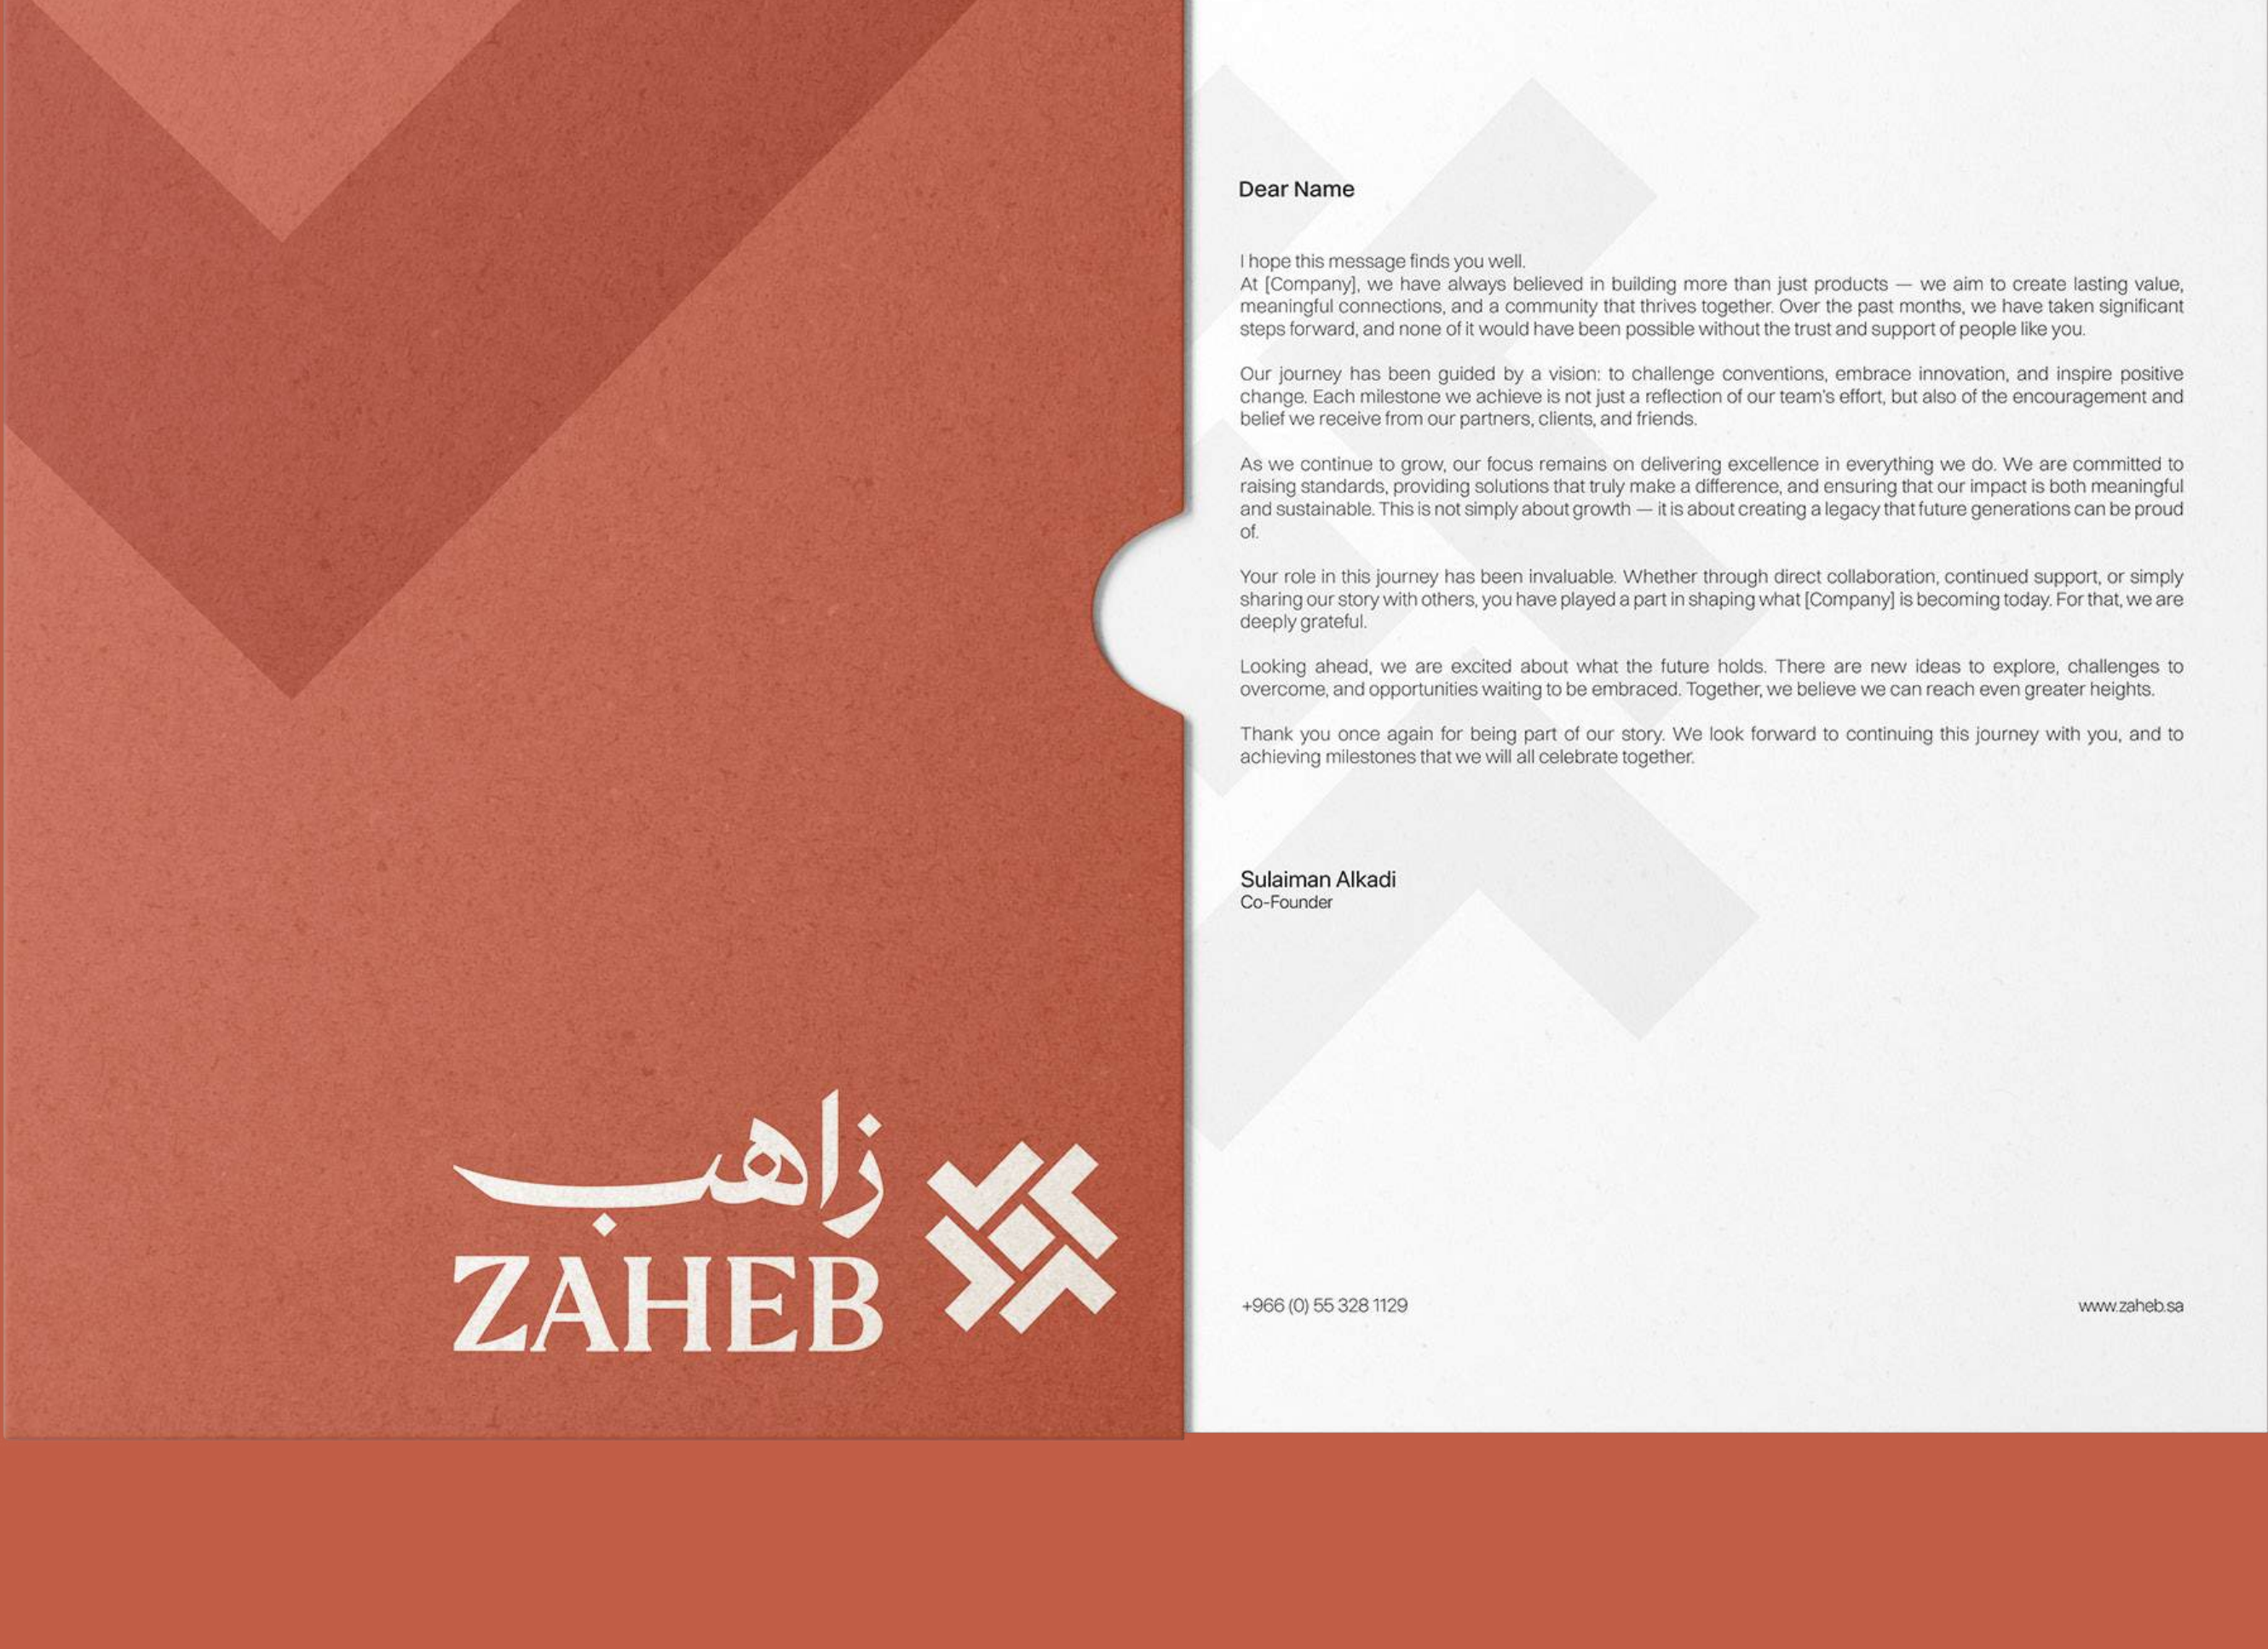 زاهب
ZAHEB
Dear Name
I hope this message finds you well.
At [Company], we have always believed in building more than just products — we aim to create lasting value,
meaningful connections, and a community that thrives together. Over the past months, we have taken significant
steps forward, and none of it would have been possible without the trust and support of people like you.
Our journey has been guided by a vision: to challenge conventions, embrace innovation, and inspire positive
change. Each milestone we achieve is not just a reflection of our team's effort, but also of the encouragement and
belief we receive from our partners, clients, and friends.
As we continue to grow, our focus remains on delivering excellence in everything we do. We are committed to
raising standards, providing solutions that truly make a difference, and ensuring that our impact is both meaningful
and sustainable. This is not simply about growth — it is about creating a legacy that future generations can be proud
of.
Your role in this journey has been invaluable. Whether through direct collaboration, continued support, or simply
sharing our story with others, you have played a part in shaping what [Company] is becoming today. For that, we are
deeply grateful.
Looking ahead, we are excited about what the future holds. There are new ideas to explore, challenges to
overcome, and opportunities waiting to be embraced. Together, we believe we can reach even greater heights.
Thank you once again for being part of our story. We look forward to continuing this journey with you, and to
achieving milestones that we will all celebrate together.
Sulaiman Alkadi
Co-Founder
+966 (0) 55 328 1129
www.zaheb.sa